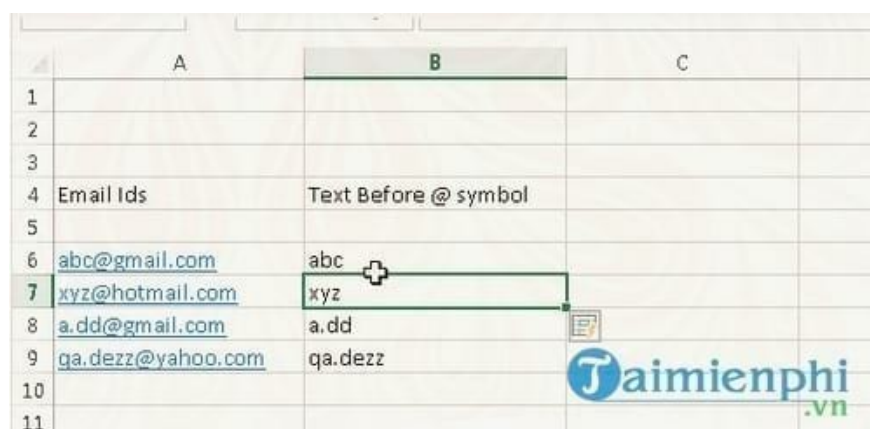 A B C
1
2
3
4 Email Ids Text Before @ symbol
5
6 abc@gmail.com abc
7 xyz@hotmail.com xyz
8 a.dd@gmail.com a.dd
9 qa.dezz@yahoo.com qa.dezz
10
11
Taimienphi
.vn